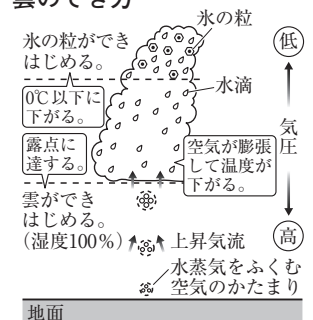 雲のでき方
氷の粒
氷の粒ができ
はじめる。
低
0℃以下に
下がる。
水滴
気圧
露点に
達する。
空気が膨張
して温度が
下がる。
雲ができ
はじめる。
(湿度100%)
上昇気流
高
水蒸気をふくむ
空気のかたまり
地面